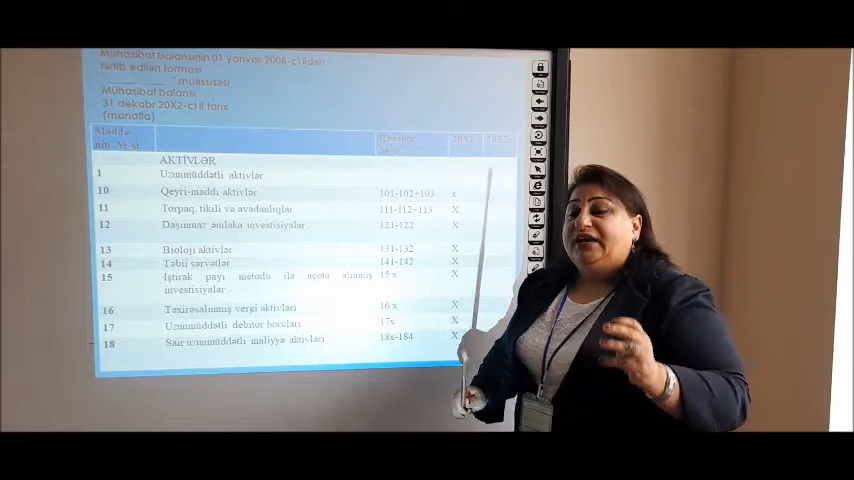 Mühasibat balansının 01 yanvar 2008-ci ildən
tərtib edilən forması
"__________" müəssisəsi
Mühasibat balansı
31 dekabr 20X2-ci il tarix
(manatla)
Maddə- Hesabın 20X2 20X2
nin №-si №-si
AKTİVLƏR
1 Uzunmüddətli aktivlər
10 Qeyri-maddi aktivlər 101-102+103 x
11 Torpaq, tikili və avadanlıqlar 111-112+113 X
12 Daşınmaz əmlaka investisiyalar 121-122 X
13 Bioloji aktivlər 131-132 X
14 Təbii sərvətlər 141-142 X
15 İştirak payı metodu ilə uçota alınmış 15 x X
investisiyalar
16 Təxirəsalınmış vergi aktivləri 16 x X
17 Uzunmüddətli debitor borcları 17x X
18 Sair uzunmüddətli maliyyə aktivləri 18x-184 X